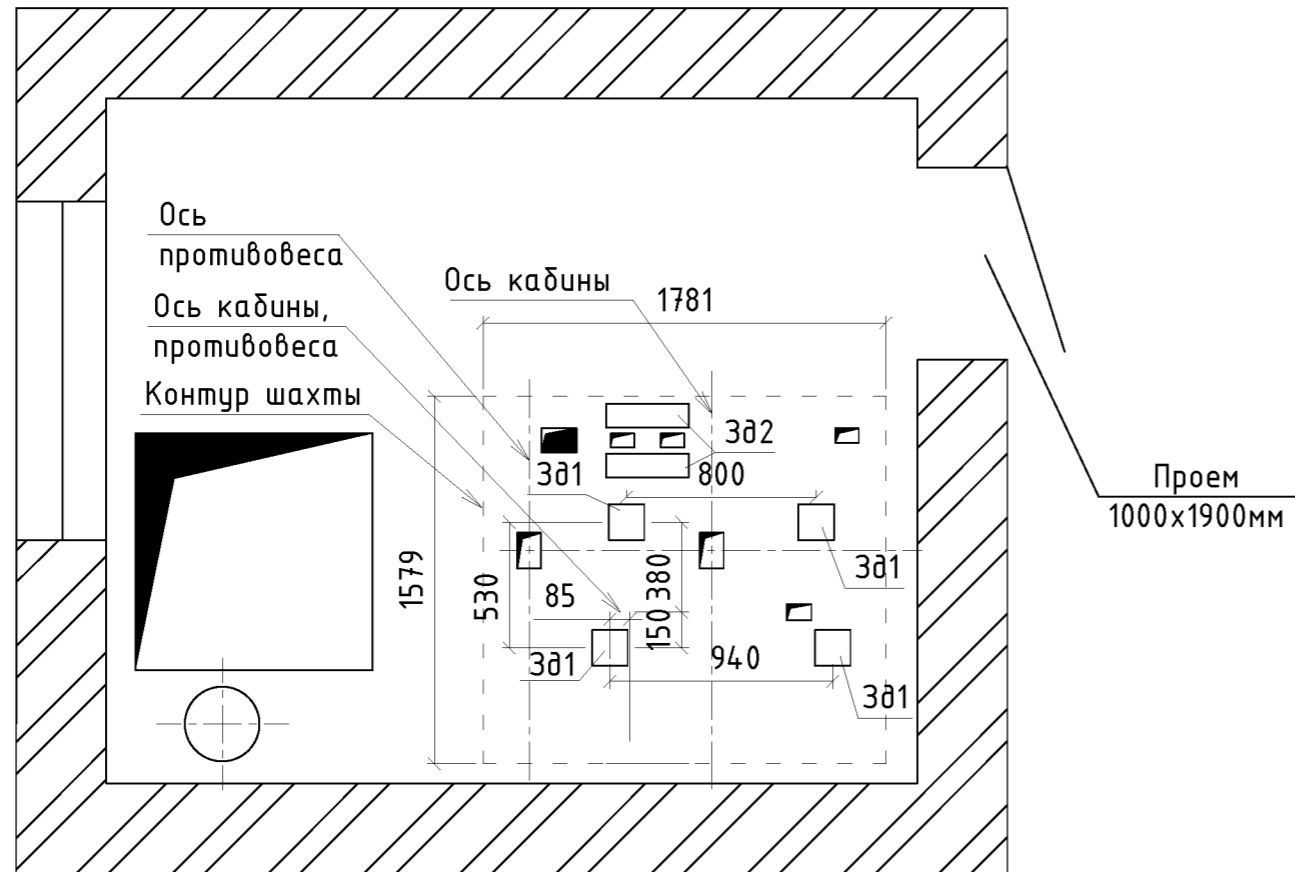 Ось
противовеса
Ось кабины
1781
Ось кабины,
противовеса
Контур шахты
Зд2
Зд1
800
Проем
1000х1900мм
1579
530
85
380
Зд1
150
Зд1
940
Зд1